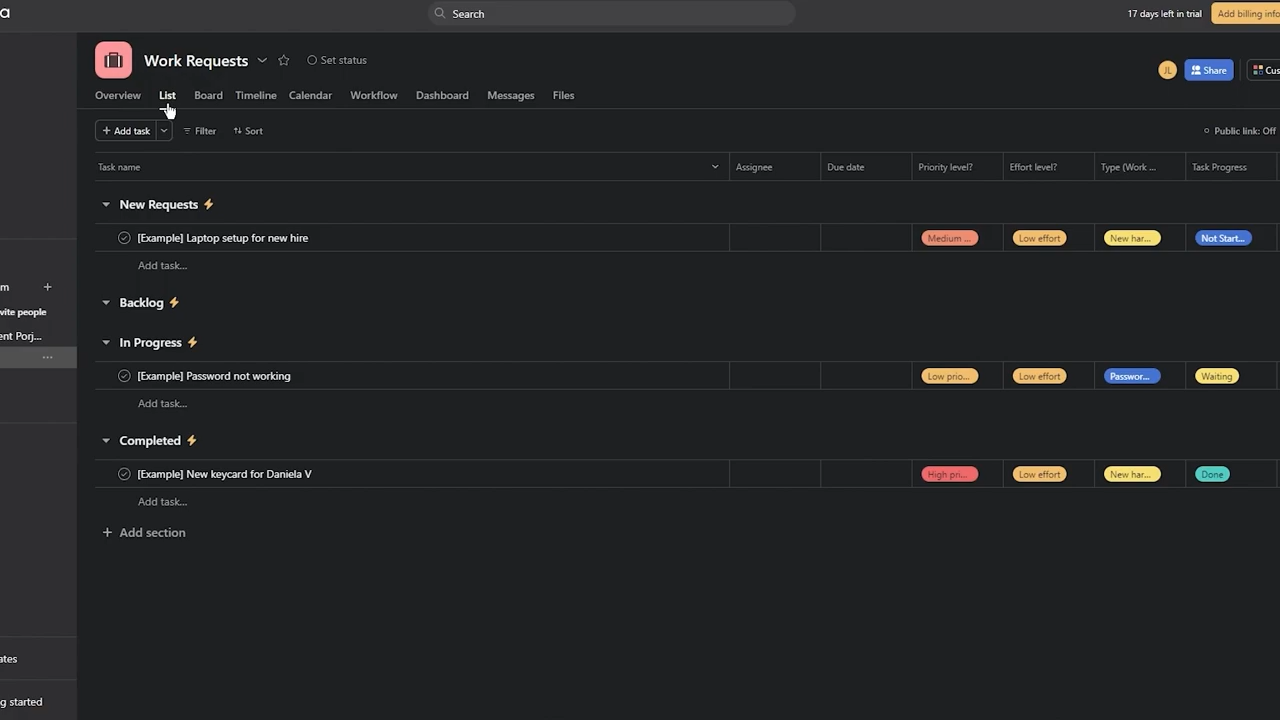 a
Search
17 days left in trial
Add billing info
Work Requests
Set status
JL
Share
Cus
Overview List Board Timeline Calendar Workflow Dashboard Messages Files
+ Add task
Filter
Sort
Public link: Off
Task name Assignee Due date Priority level? Effort level? Type (Work ... Task Progress
New Requests
[Example] Laptop setup for new hire Medium ... Low effort New har... Not Start...
Add task...
m +
Backlog
vite people
ent Porj...
In Progress
...
[Example] Password not working Low prio... Low effort Passwor... Waiting
Add task...
Completed
[Example] New keycard for Daniela V High pri... Low effort New har... Done
Add task...
+ Add section
ates
g started